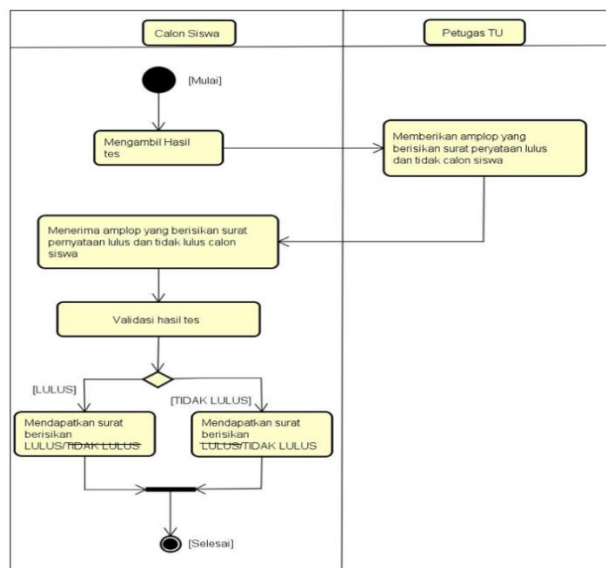 Calon Siswa
Petugas TU
[Mulai]
Mengambil Hasil
tes
Memberikan amplop yang
berisikan surat peryataan lulus
dan tidak calon siswa
Menerima amplop yang berisikan surat
pernyataan lulus dan tidak lulus calon
siswa
Validasi hasil tes
[LULUS]
[TIDAK LULUS]
Mendapatkan surat
berisikan
LULUS/TIDAK LULUS
Mendapatkan surat
berisikan
LULUS/TIDAK LULUS
[Selesai]